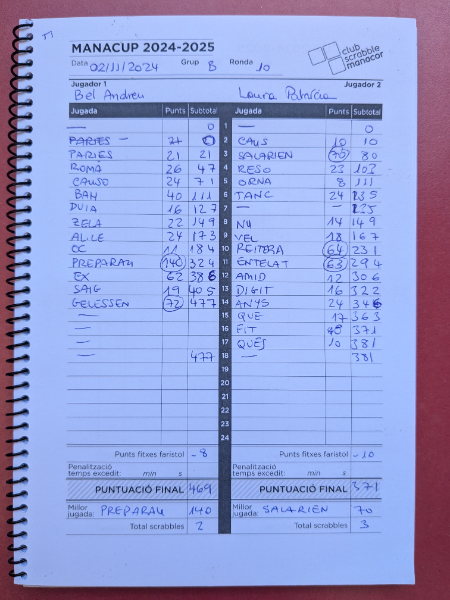 MANACUP 2024-2025
club scrabble manacor
Data 02/11/2024 Grup B Ronda 10
Jugador 1 Jugador 2
Bel Andreu Laura Patricia
Jugada Punts Subtotal Jugada Punts Subtotal
— 0 1 — 0
PARIES — 21 0 2 CAUS 10 10
PARIES 21 21 3 SALARIEN 70 80
ROMA 26 47 4 RESO 23 103
CAUSO 24 71 5 ORNA 8 111
BAH 40 111 6 TANC 24 135
DUIA 16 127 7 — 135
ZELA 22 149 8 NU 14 149
ALILE 24 173 9 VEL 18 167
OC 11 184 10 REITERA 64 231
PREPARAU 140 324 11 ENTELAT 63 294
EX 62 386 12 AMID 12 306
SAIG 19 405 13 DIGIT 16 322
GELESSEN 72 477 14 ANYS 24 346
— 15 QUE 17 363
— 16 FIT 8 371
— 17 QUES 10 381
— 477 18 — 381
19
20
21
22
23
24
Punts fitxes faristol -8 Punts fitxes faristol -10
Penalització temps excedit: min s Penalització temps excedit: min s
PUNTUACIÓ FINAL 469 PUNTUACIÓ FINAL 371
Millor jugada: PREPARAU 140 Millor jugada: SALARIEN 70
Total scrabbles 2 Total scrabbles 3